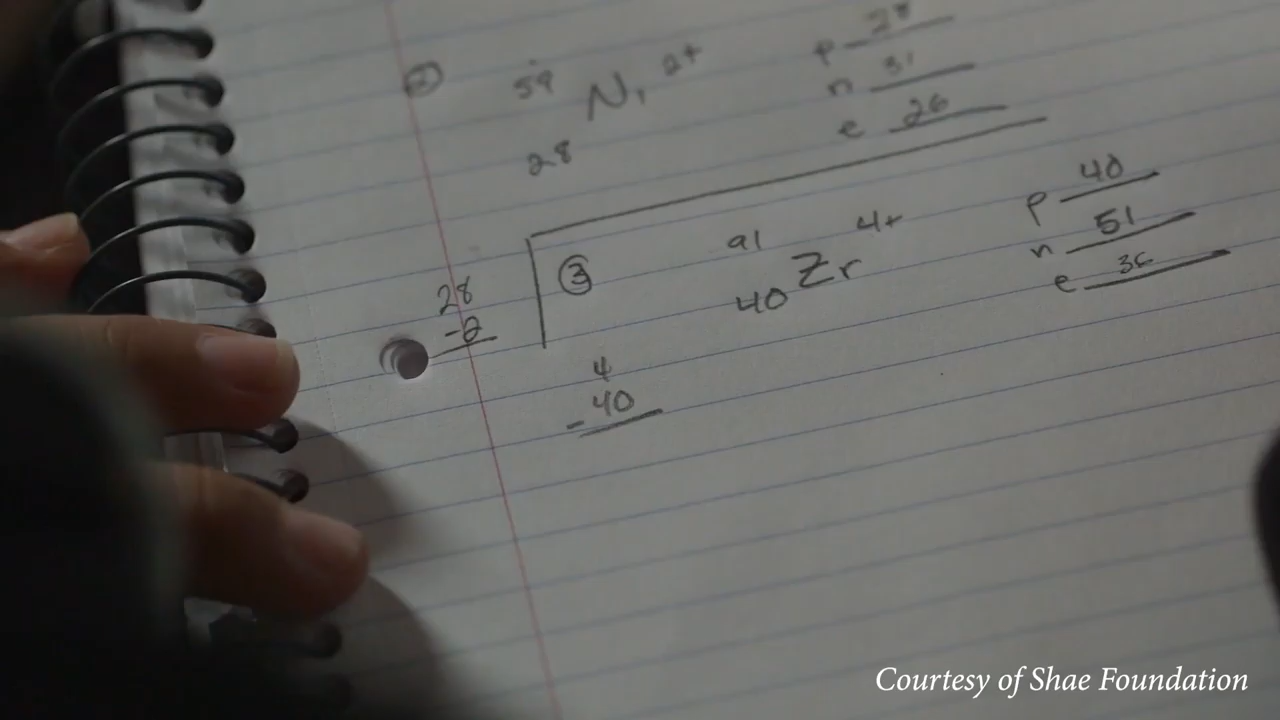 ② 59 Ni 2+ p 28
28 n 31
e 26
③ 91 Zr 4+ p 40
40 n 51
e 36
28
-2
4
-40
Courtesy of Shae Foundation